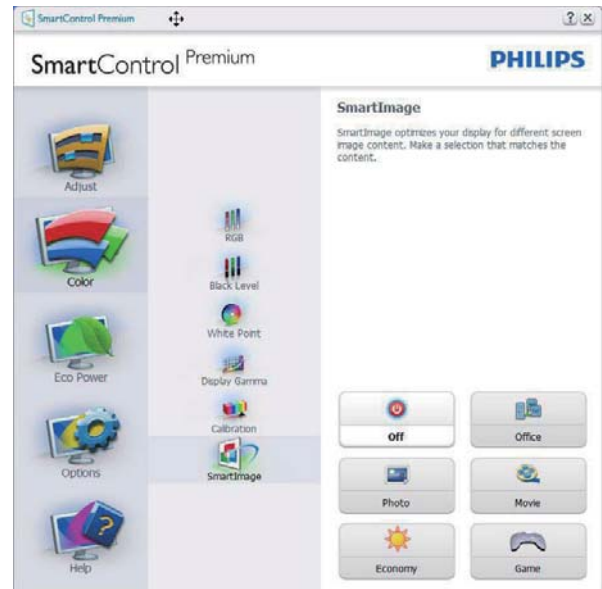 SmartControl Premium
SmartControl Premium
PHILIPS
Adjust
Color
Eco Power
Options
Help
RGB
Black Level
White Point
Display Gamma
Calibration
SmartImage
SmartImage
SmartImage optimizes your display for different screen
image content. Make a selection that matches the
content.
Off
Office
Photo
Movie
Economy
Game